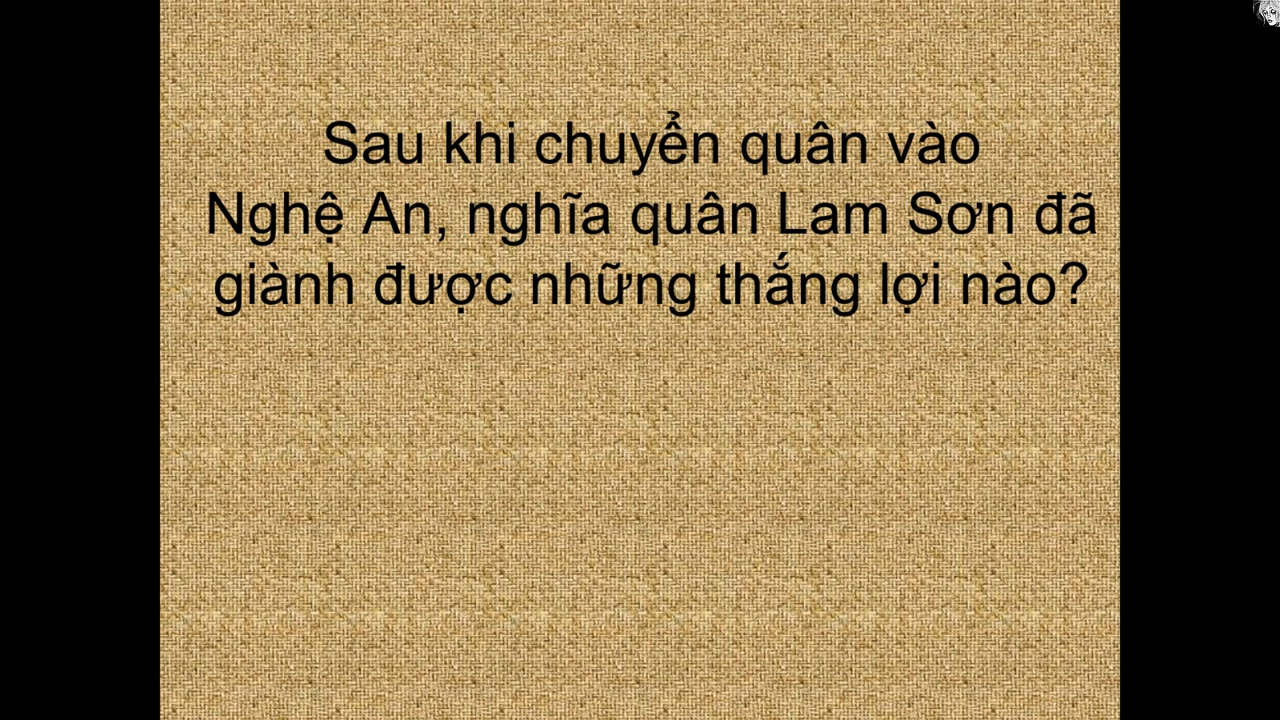 Sau khi chuyển quân vào
Nghệ An, nghĩa quân Lam Sơn đã
giành được những thắng lợi nào?